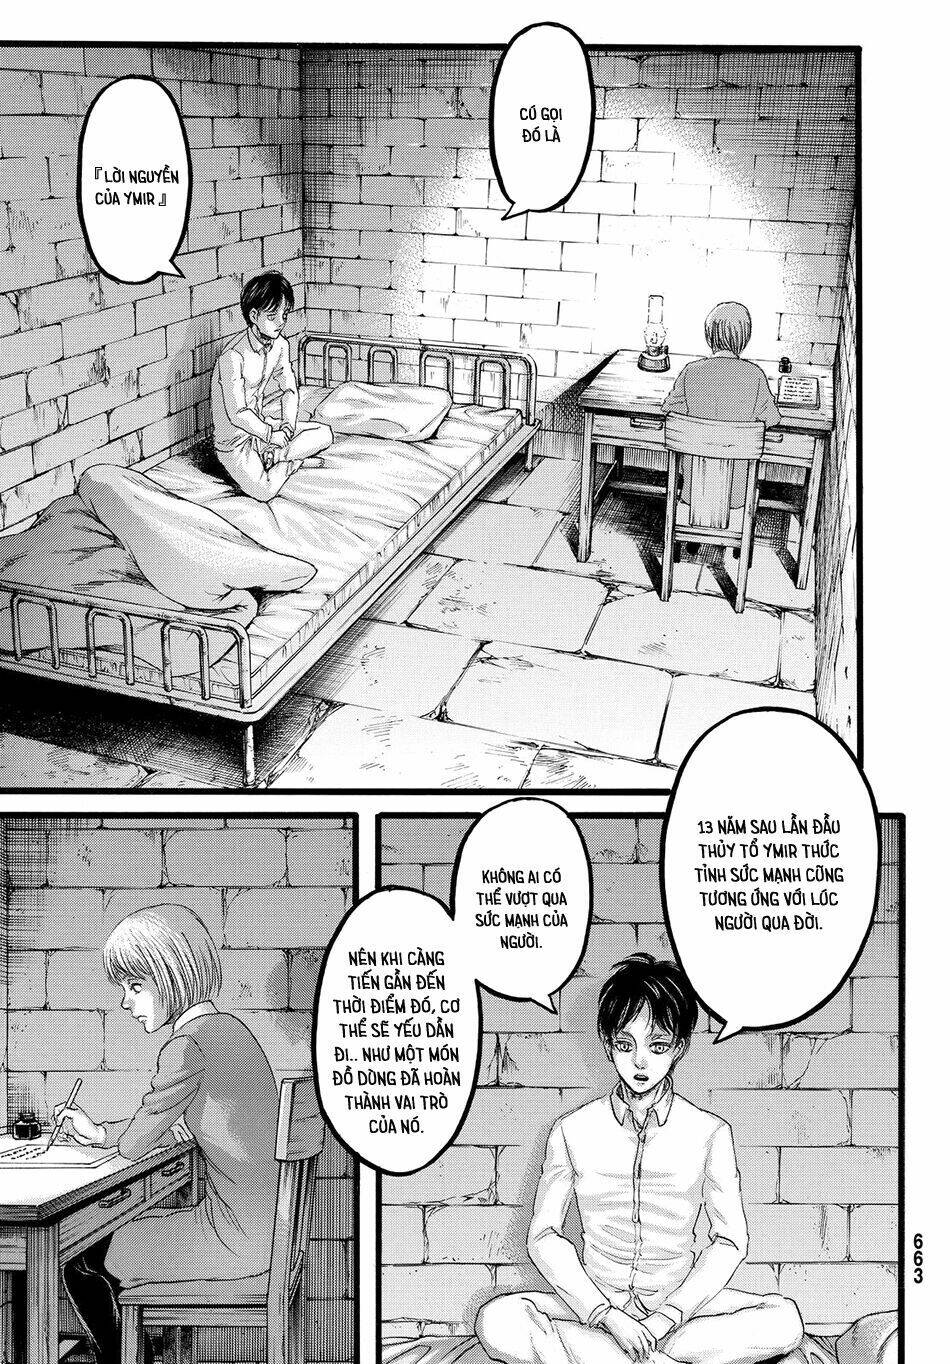 CỨ GỌI
ĐÓ LÀ
『LỜI NGUYỀN
CỦA YMIR』
13 NĂM SAU LẦN ĐẦU
THỦY TỔ YMIR THỨC
TỈNH SỨC MẠNH CŨNG
TƯƠNG ỨNG VỚI LÚC
NGƯỜI QUA ĐỜI.
KHÔNG AI CÓ
THỂ VƯỢT QUA
SỨC MẠNH CỦA
NGƯỜI.
NÊN KHI CÀNG
TIẾN GẦN ĐẾN
THỜI ĐIỂM ĐÓ, CƠ
THỂ SẼ YẾU DẦN
ĐI.. NHƯ MỘT MÓN
ĐỒ DÙNG ĐÃ HOÀN
THÀNH VAI TRÒ
CỦA NÓ.
663